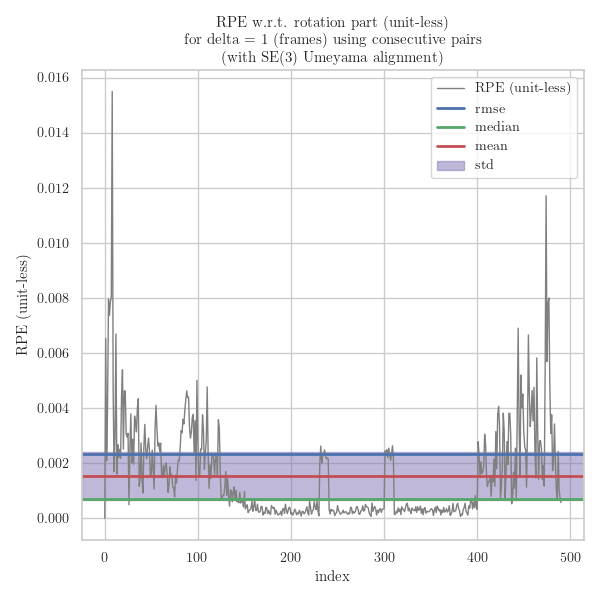 RPE w.r.t. rotation part (unit-less)
for delta = 1 (frames) using consecutive pairs
(with SE(3) Umeyama alignment)
RPE (unit-less)
rmse
median
mean
std
RPE (unit-less)
0.016
0.014
0.012
0.010
0.008
0.006
0.004
0.002
0.000
0
100
200
300
400
500
index